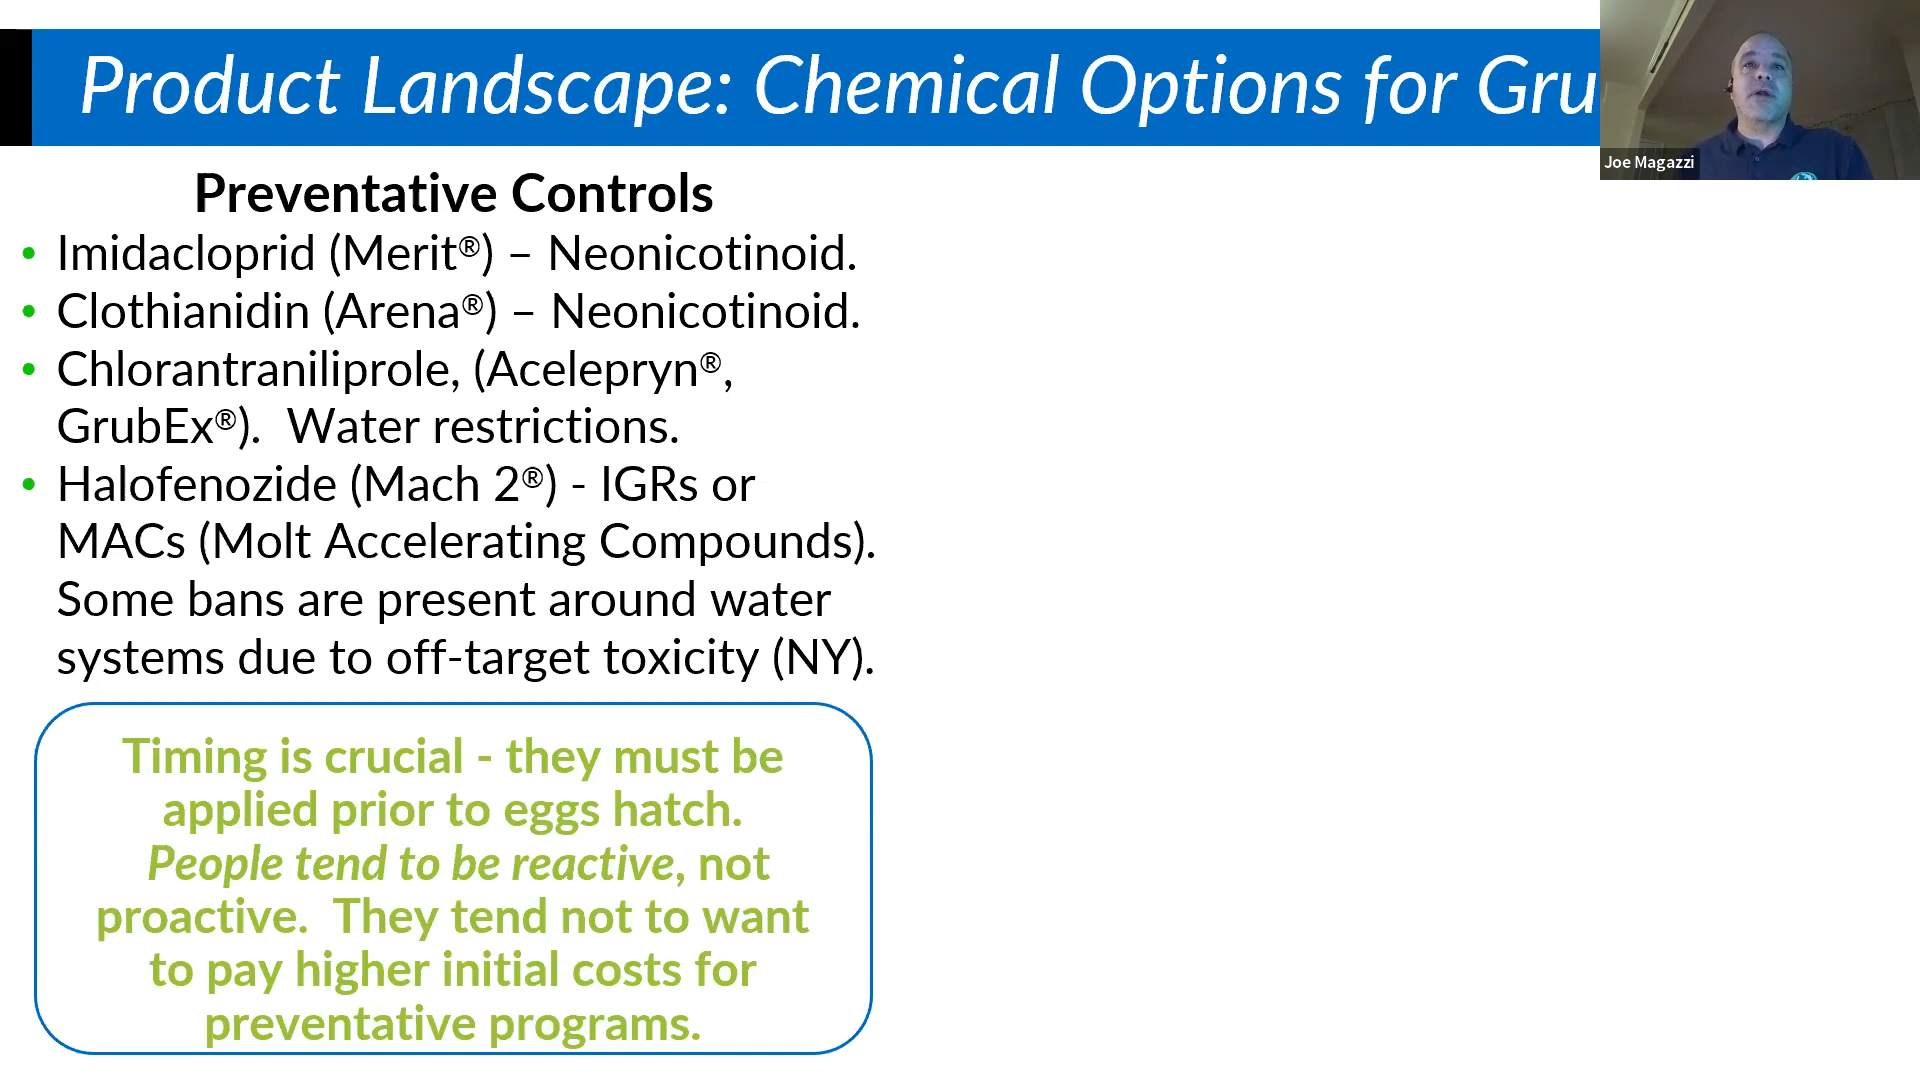 Product Landscape: Chemical Options for Gru
Joe Magazzi
Preventative Controls
• Imidacloprid (Merit®) – Neonicotinoid.
• Clothianidin (Arena®) – Neonicotinoid.
• Chlorantraniliprole, (Acelepryn®,
GrubEx®).  Water restrictions.
• Halofenozide (Mach 2®) - IGRs or
MACs (Molt Accelerating Compounds).
Some bans are present around water
systems due to off-target toxicity (NY).
Timing is crucial - they must be
applied prior to eggs hatch.
People tend to be reactive, not
proactive.  They tend not to want
to pay higher initial costs for
preventative programs.